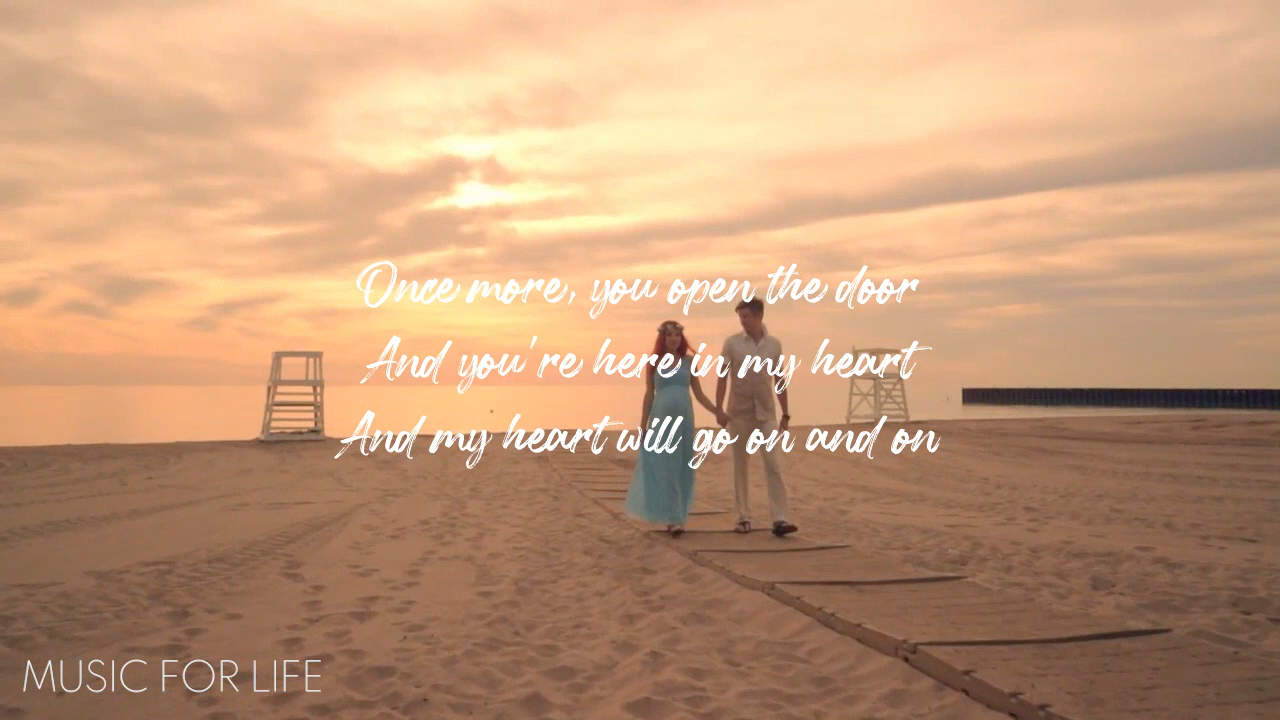 Once more, you open the door
And you're here in my heart
And my heart will go on and on
MUSIC FOR LIFE